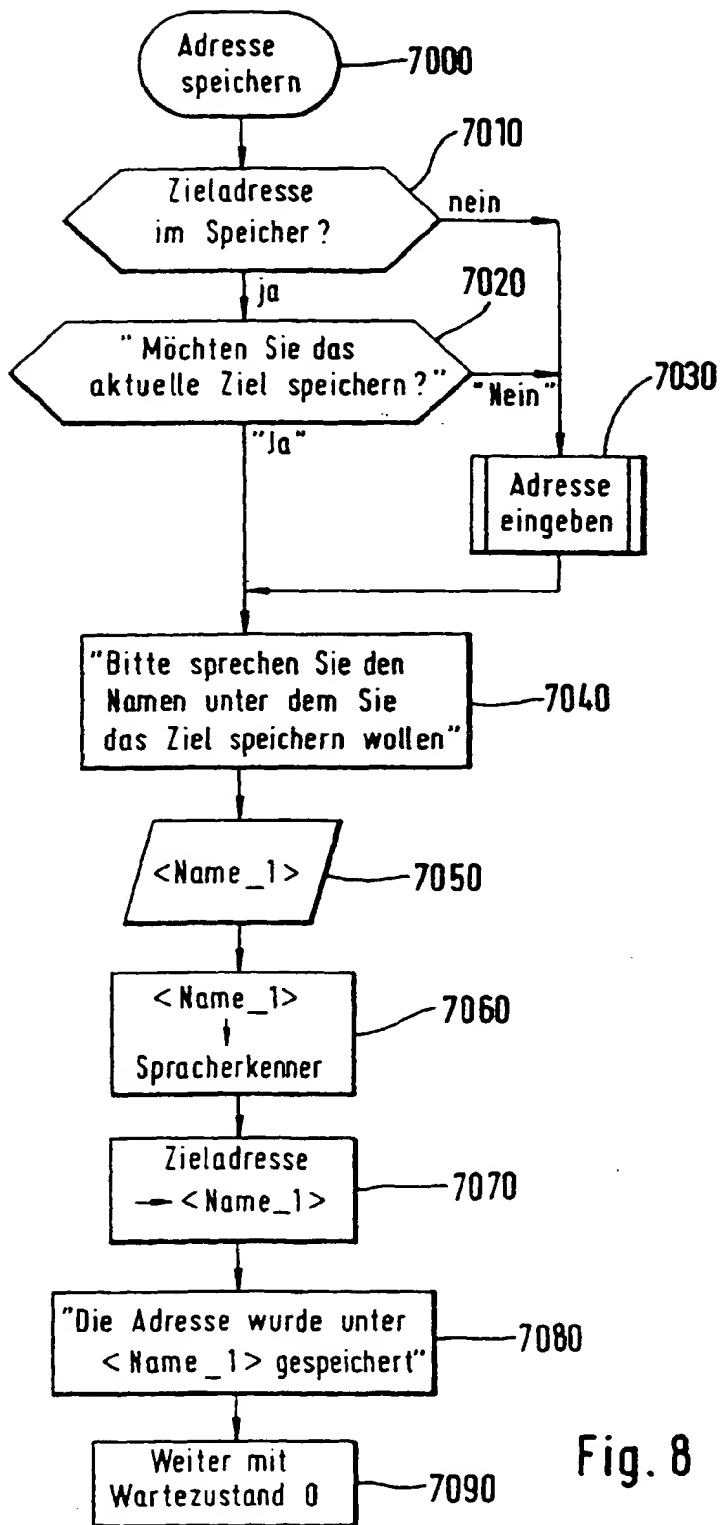 Adresse
speichern
7000
7010
Zieladresse
im Speicher?
nein
ja
7020
"Möchten Sie das
aktuelle Ziel speichern?"
"Nein"
7030
"Ja"
Adresse
eingeben
"Bitte sprechen Sie den
Namen unter dem Sie
das Ziel speichern wollen"
7040
<Name_1>
7050
<Name_1>
Spracherkenner
7060
Zieladresse
<Name_1>
7070
"Die Adresse wurde unter
<Name_1> gespeichert"
7080
Weiter mit
Wartezustand 0
7090
Fig. 8